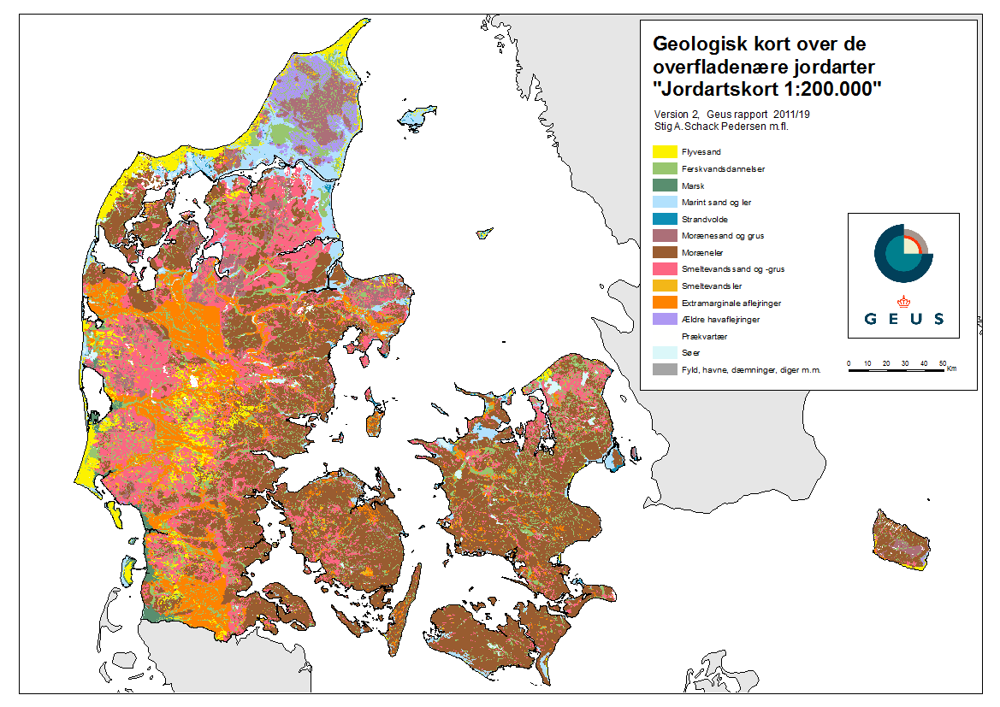 Geologisk kort over de
overfladenære jordarter
"Jordartskort 1:200.000"
Version 2, Geus rapport 2011/19
Stig A. Schack Pedersen m.fl.
Flyvesand
Ferskvandsdannelser
Marsk
Marint sand og ler
Strandvolde
Morænesand og grus
Moræneler
Smeltevandssand og -grus
Smeltevandsler
Extramarginale aflejringer
Ældre havaflejringer
Prækvartær
Søer
Fyld, havne, dæmninger, diger m.m.
G E U S
0 10 20 30 40 50
Km